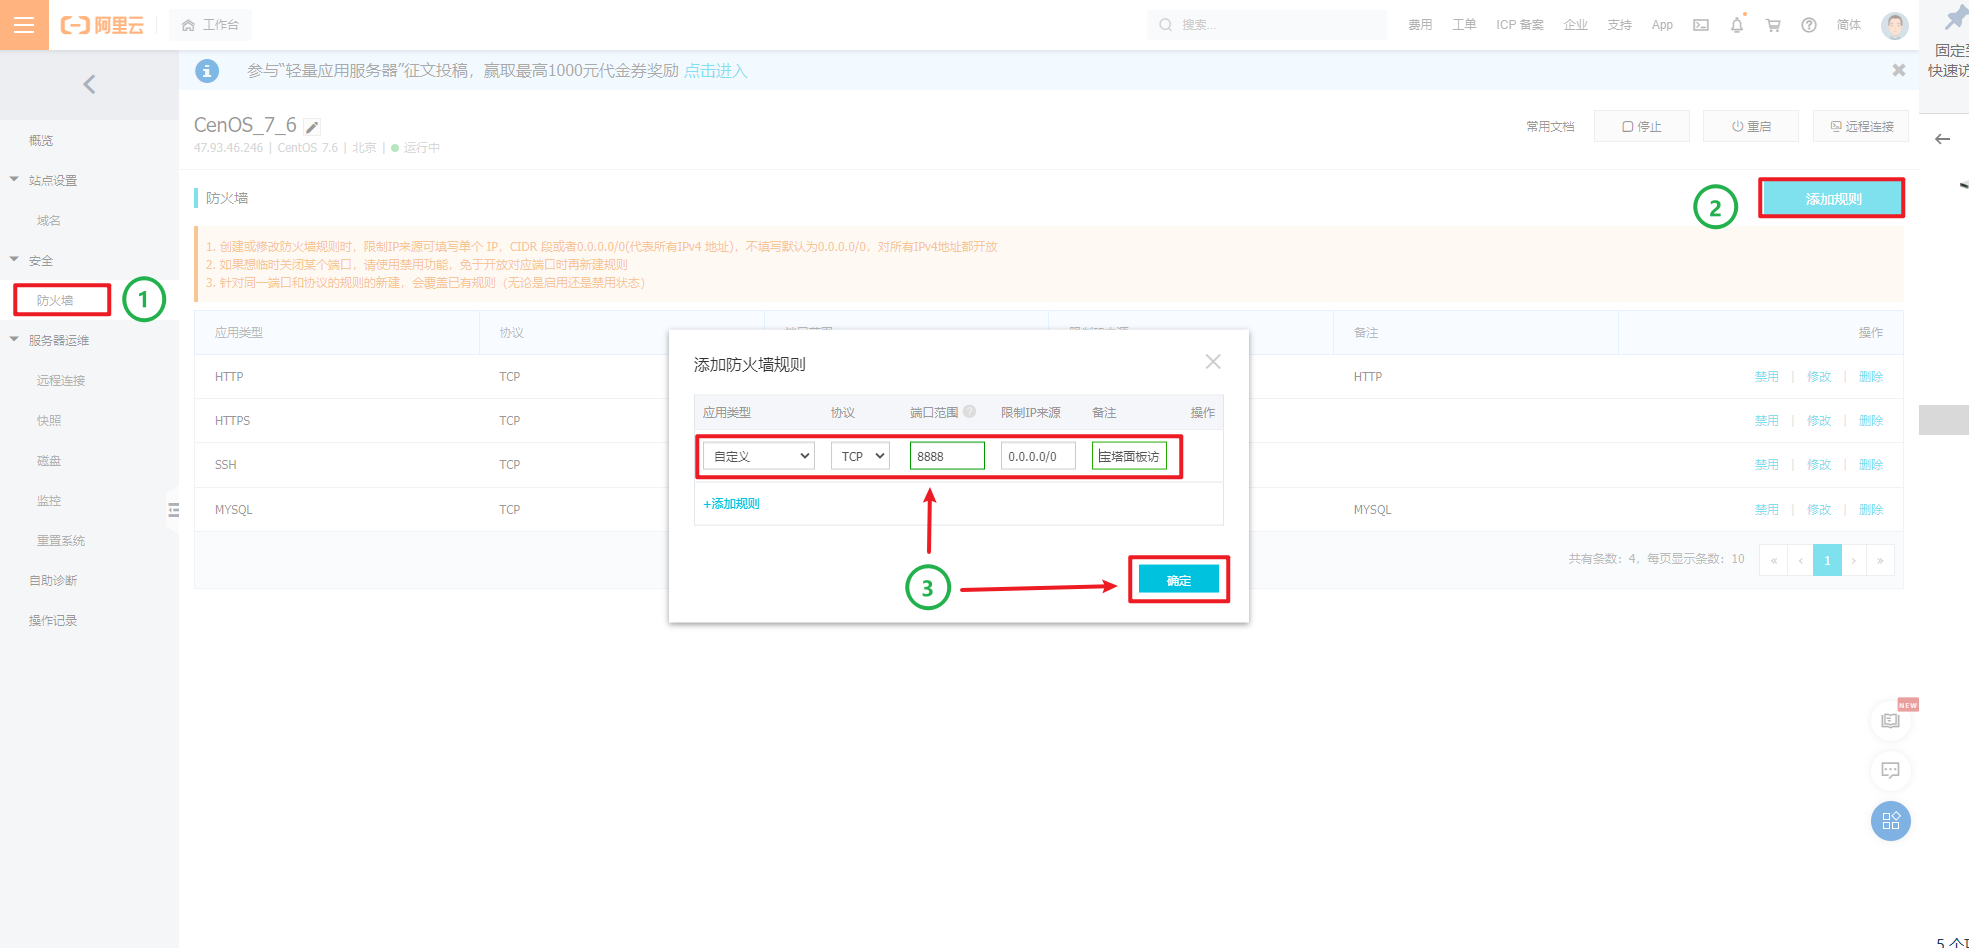 阿里云
工作台
搜索...
费用
工单
ICP 备案
企业
支持
App
简体
固定至
快速访
参与“轻量应用服务器”征文投稿，赢取最高1000元代金券奖励 点击进入
CenOS_7_6
47.93.46.246 | CentOS 7.6 | 北京 | 运行中
常用文档
停止
重启
远程连接
概览
站点设置
域名
安全
防火墙
1
服务器运维
远程连接
快照
磁盘
监控
重置系统
自助诊断
操作记录
防火墙
2
添加规则
1. 创建或修改防火墙规则时，限制IP来源可填写单个 IP，CIDR 段或者0.0.0.0/0(代表所有IPv4 地址)，不填写默认为0.0.0.0/0，对所有IPv4地址都开放
2. 如果想临时关闭某个端口，请使用禁用功能，免于开放对应端口时再新建规则
3. 针对同一端口和协议的规则的新建，会覆盖已有规则（无论是启用还是禁用状态）
应用类型 协议 备注 操作
HTTP TCP HTTP 禁用 | 修改 | 删除
HTTPS TCP 禁用 | 修改 | 删除
SSH TCP 禁用 | 修改 | 删除
MYSQL TCP MYSQL 禁用 | 修改 | 删除
共有条数：4，每页显示条数：10 « ‹ 1 › »
添加防火墙规则
应用类型 协议 端口范围 ? 限制IP来源 备注 操作
自定义 TCP 8888 0.0.0.0/0 宝塔面板访
+添加规则
3
确定
NEW